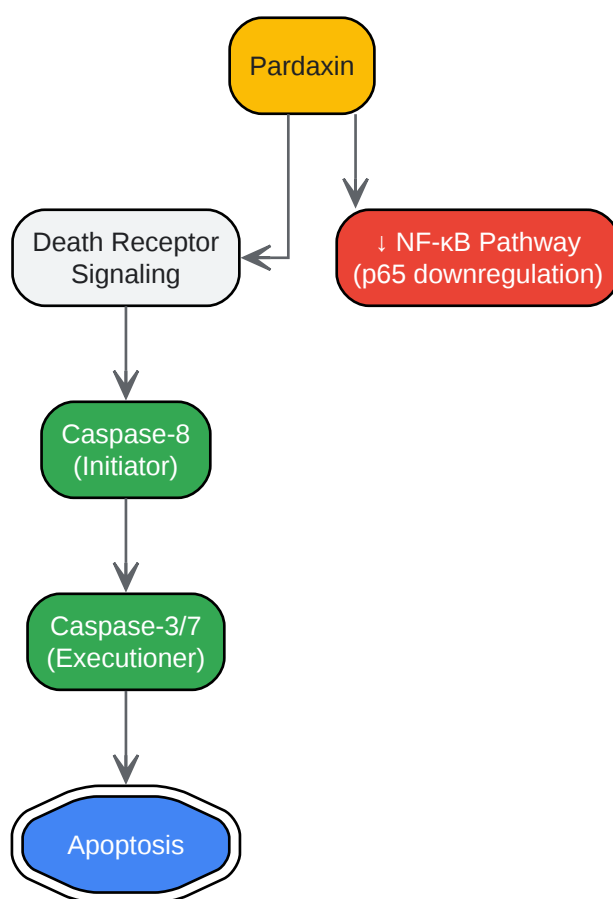 Pardaxin
Death Receptor
Signaling
↓ NF-κB Pathway
(p65 downregulation)
Caspase-8
(Initiator)
Caspase-3/7
(Executioner)
Apoptosis